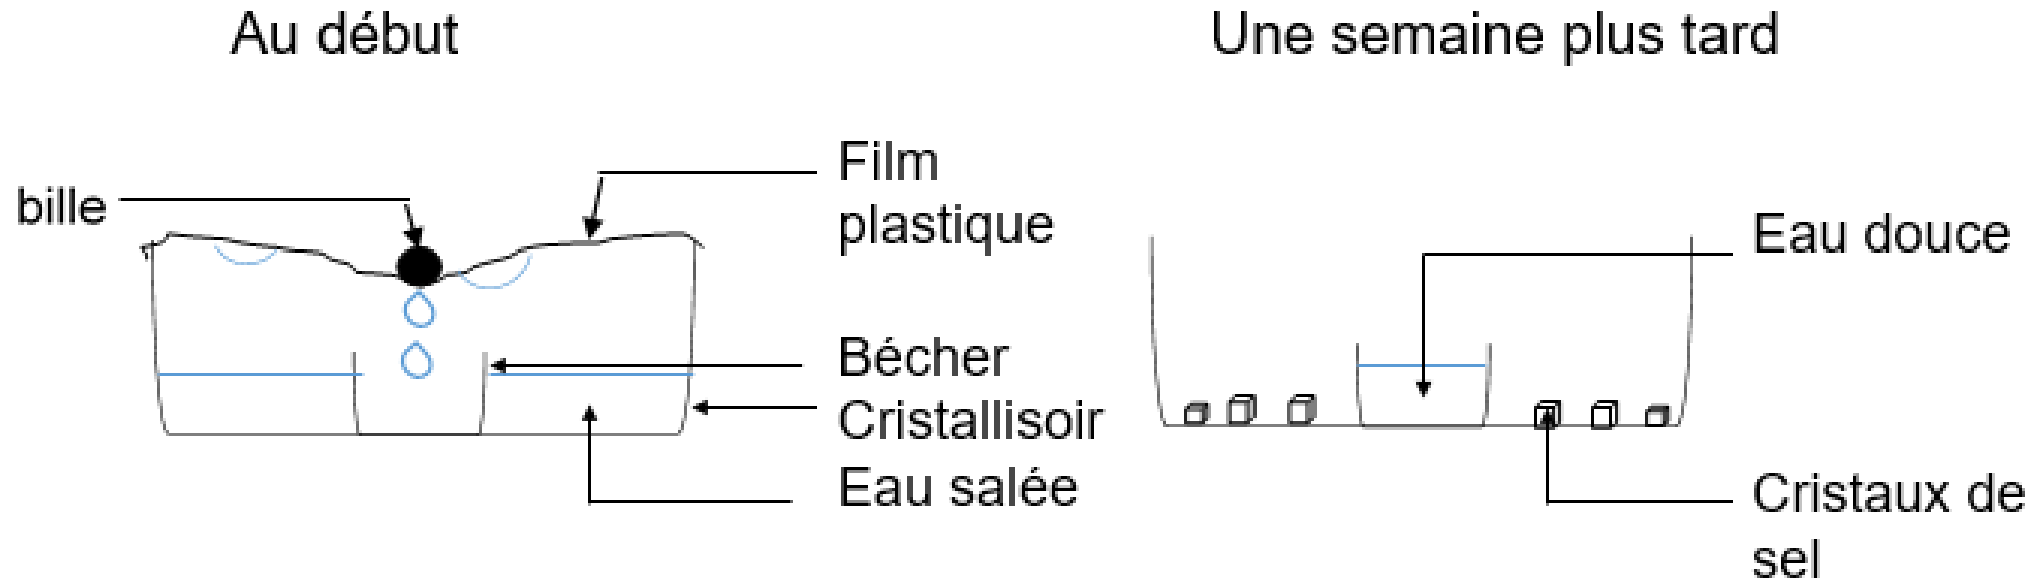 Au début
bille
Film
plastique
Bécher
Cristallisoir
Eau salée
Une semaine plus tard
Eau douce
Cristaux de
sel